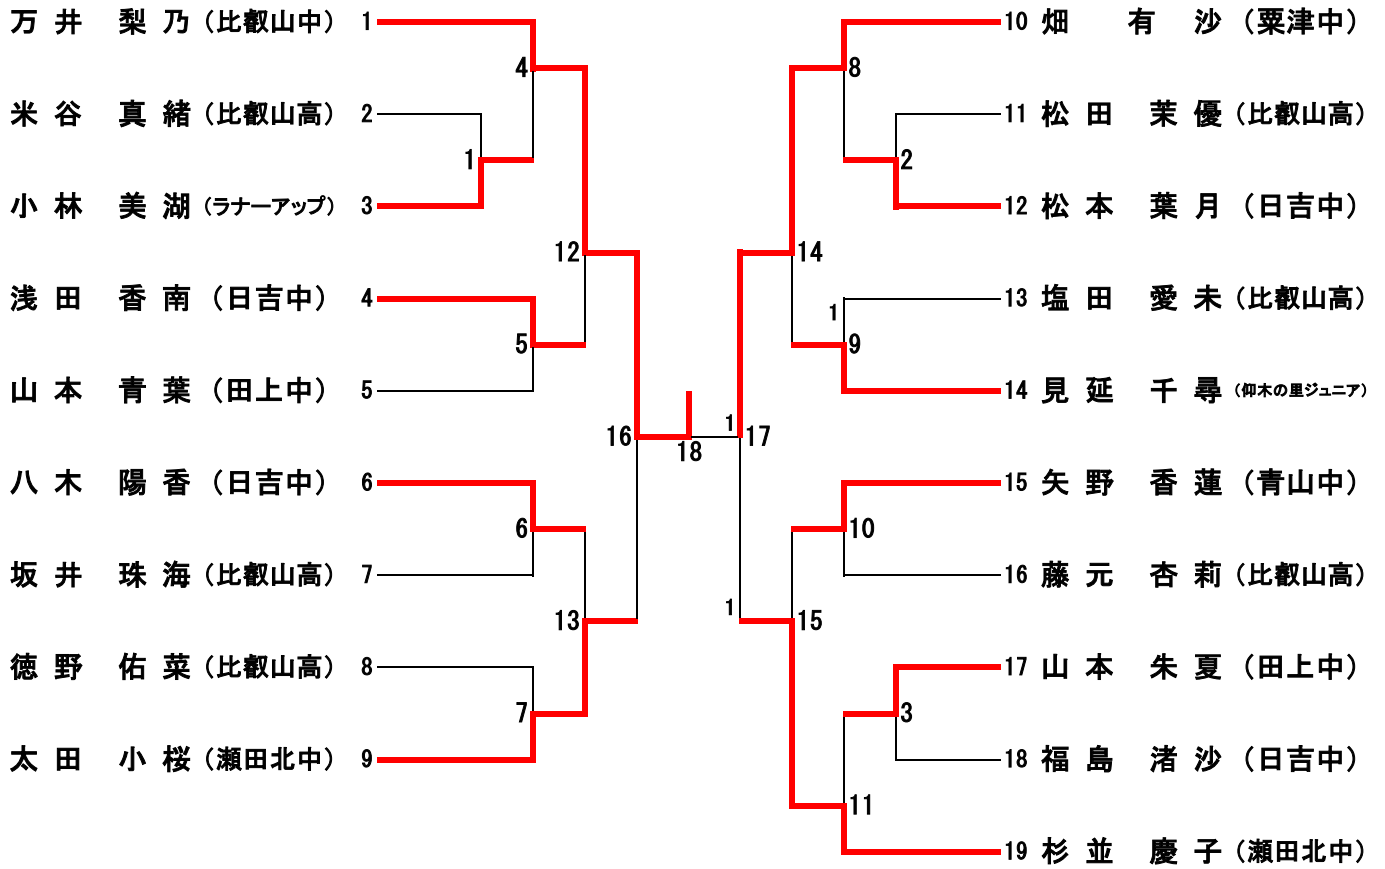 万井 梨乃（比叡山中） 1
米谷 真緒（比叡山高） 2
小林 美湖（ラナーアップ） 3
浅田 香南（日吉中） 4
山本 青葉（田上中） 5
八木 陽香（日吉中） 6
坂井 珠海（比叡山高） 7
徳野 佑菜（比叡山高） 8
太田 小桜（瀬田北中） 9
4
1
12
5
16
6
13
7
18
1
17
8
2
14
1
9
10
1
15
3
11
10 畑 有沙（粟津中）
11 松田 茉優（比叡山高）
12 松本 葉月（日吉中）
13 塩田 愛未（比叡山高）
14 見延 千尋（仰木の里ジュニア）
15 矢野 香蓮（青山中）
16 藤元 杏莉（比叡山高）
17 山本 朱夏（田上中）
18 福島 渚沙（日吉中）
19 杉並 慶子（瀬田北中）